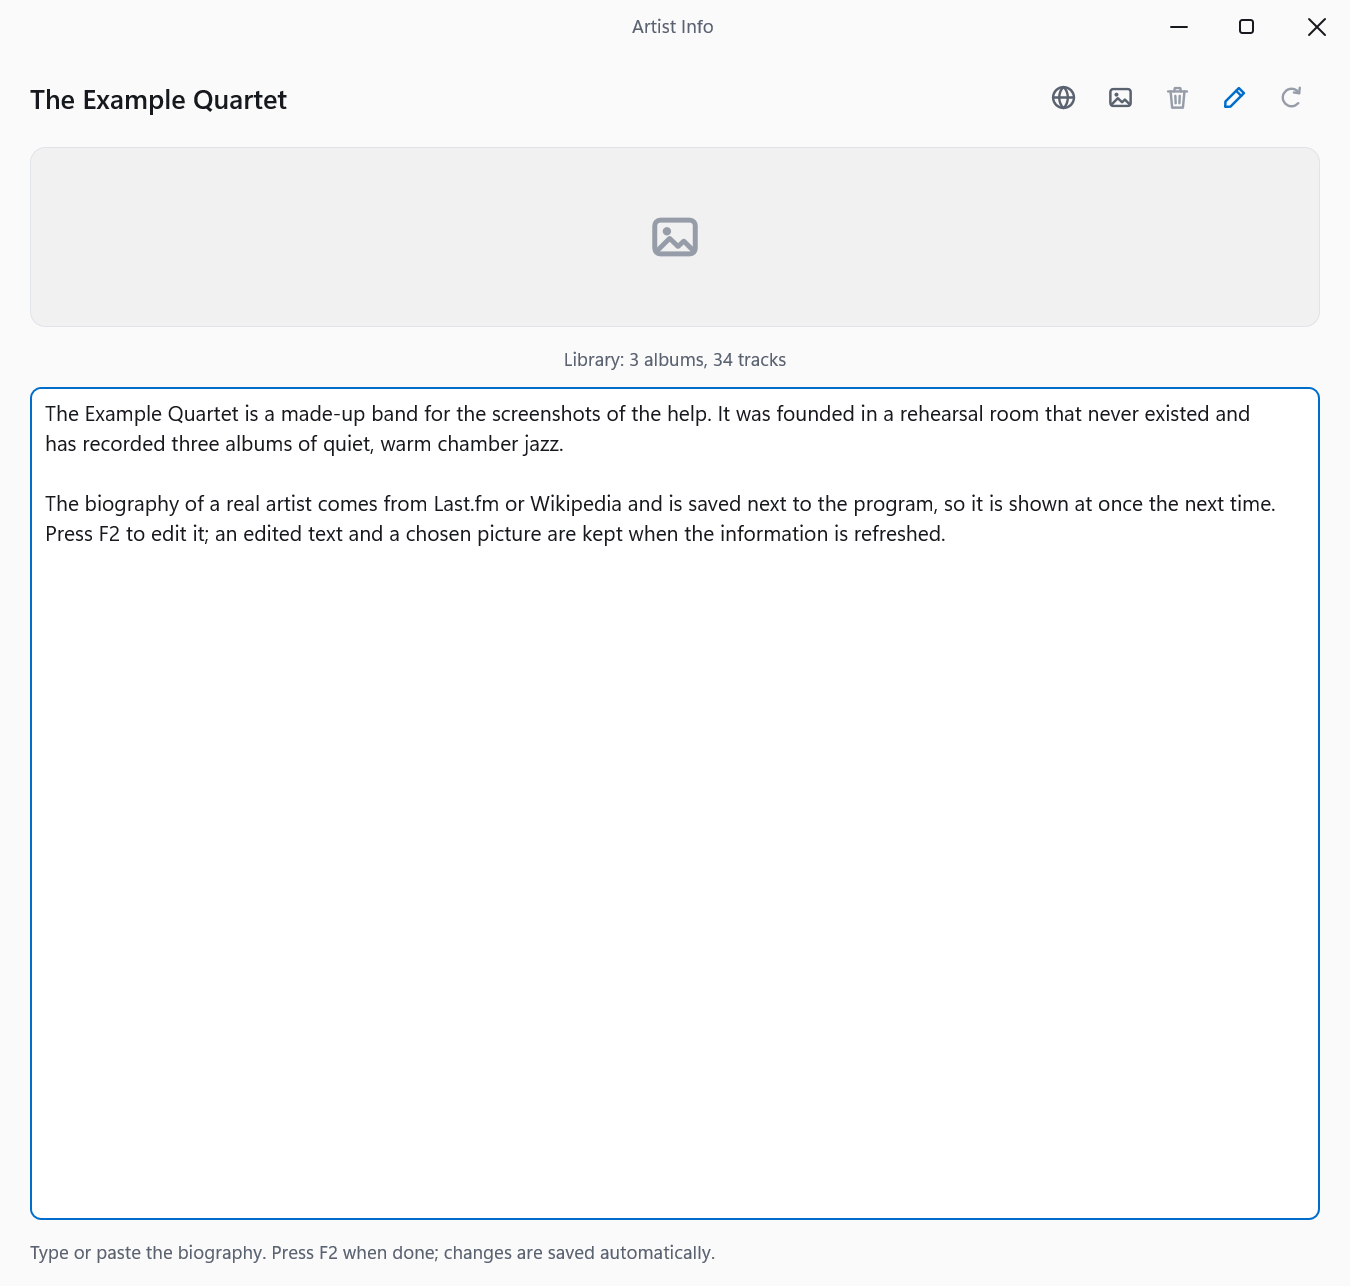 Artist Info
The Example Quartet
Library: 3 albums, 34 tracks
The Example Quartet is a made-up band for the screenshots of the help. It was founded in a rehearsal room that never existed and
has recorded three albums of quiet, warm chamber jazz.
The biography of a real artist comes from Last.fm or Wikipedia and is saved next to the program, so it is shown at once the next time.
Press F2 to edit it; an edited text and a chosen picture are kept when the information is refreshed.
Type or paste the biography. Press F2 when done; changes are saved automatically.